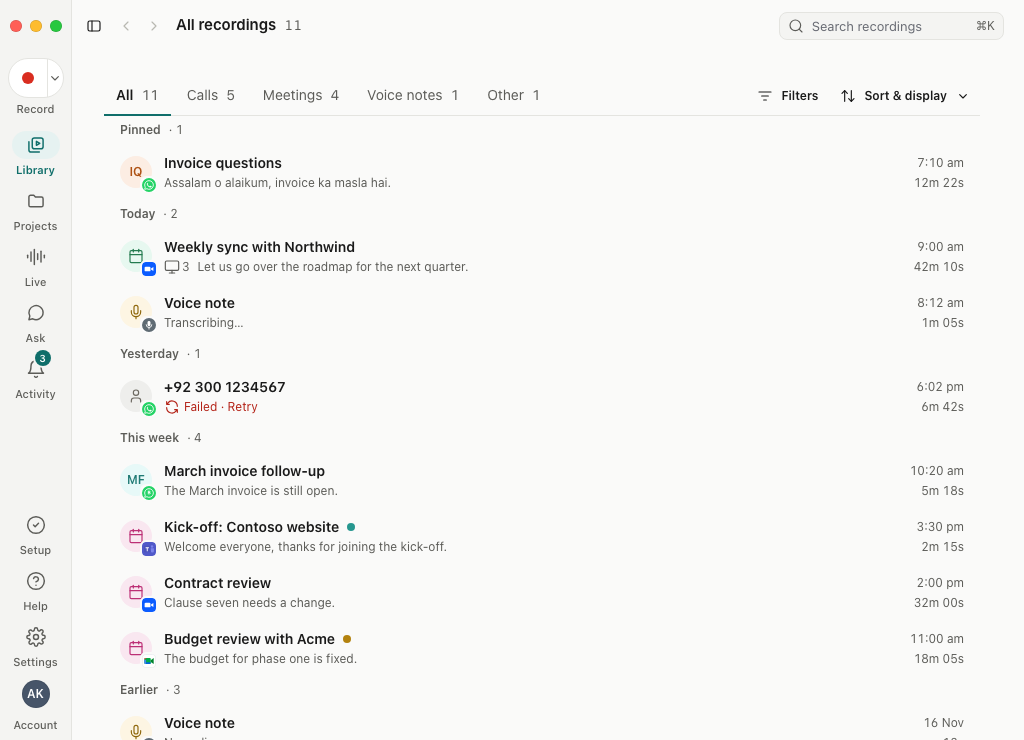 All recordings 11
Search recordings ⌘K
Record
Library
Projects
Live
Ask
3
Activity
Setup
Help
Settings
AK
Account
All 11 Calls 5 Meetings 4 Voice notes 1 Other 1
Filters Sort & display
Pinned · 1
IQ Invoice questions 7:10 am
Assalam o alaikum, invoice ka masla hai. 12m 22s
Today · 2
Weekly sync with Northwind 9:00 am
3 Let us go over the roadmap for the next quarter. 42m 10s
Voice note 8:12 am
Transcribing... 1m 05s
Yesterday · 1
+92 300 1234567 6:02 pm
Failed · Retry 6m 42s
This week · 4
MF March invoice follow-up 10:20 am
The March invoice is still open. 5m 18s
Kick-off: Contoso website 3:30 pm
Welcome everyone, thanks for joining the kick-off. 2m 15s
Contract review 2:00 pm
Clause seven needs a change. 32m 00s
Budget review with Acme 11:00 am
The budget for phase one is fixed. 18m 05s
Earlier · 3
Voice note 16 Nov